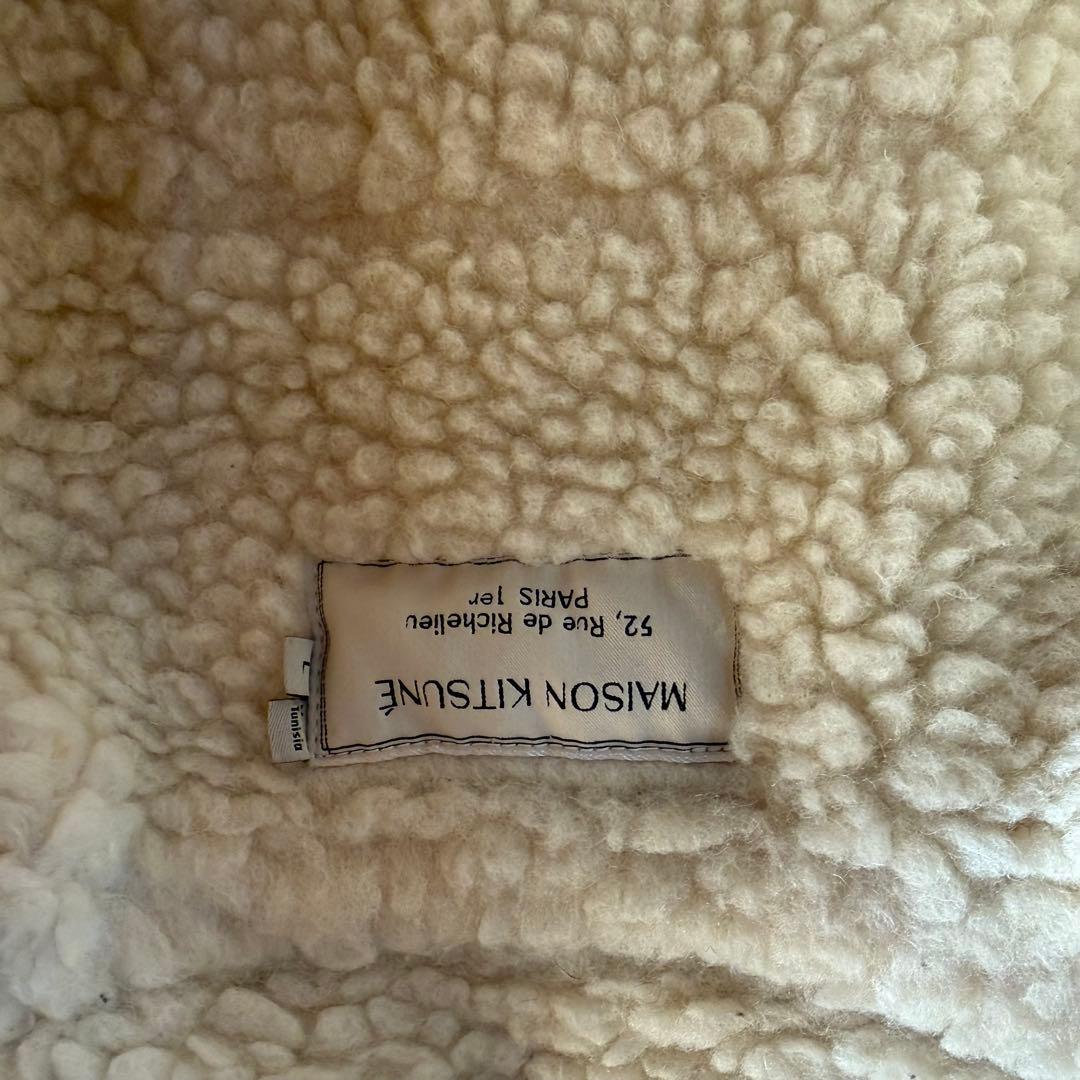 MAISON KITSUNÉ
52, Rue de Richelieu
PARIS 1er
L
Tunisia